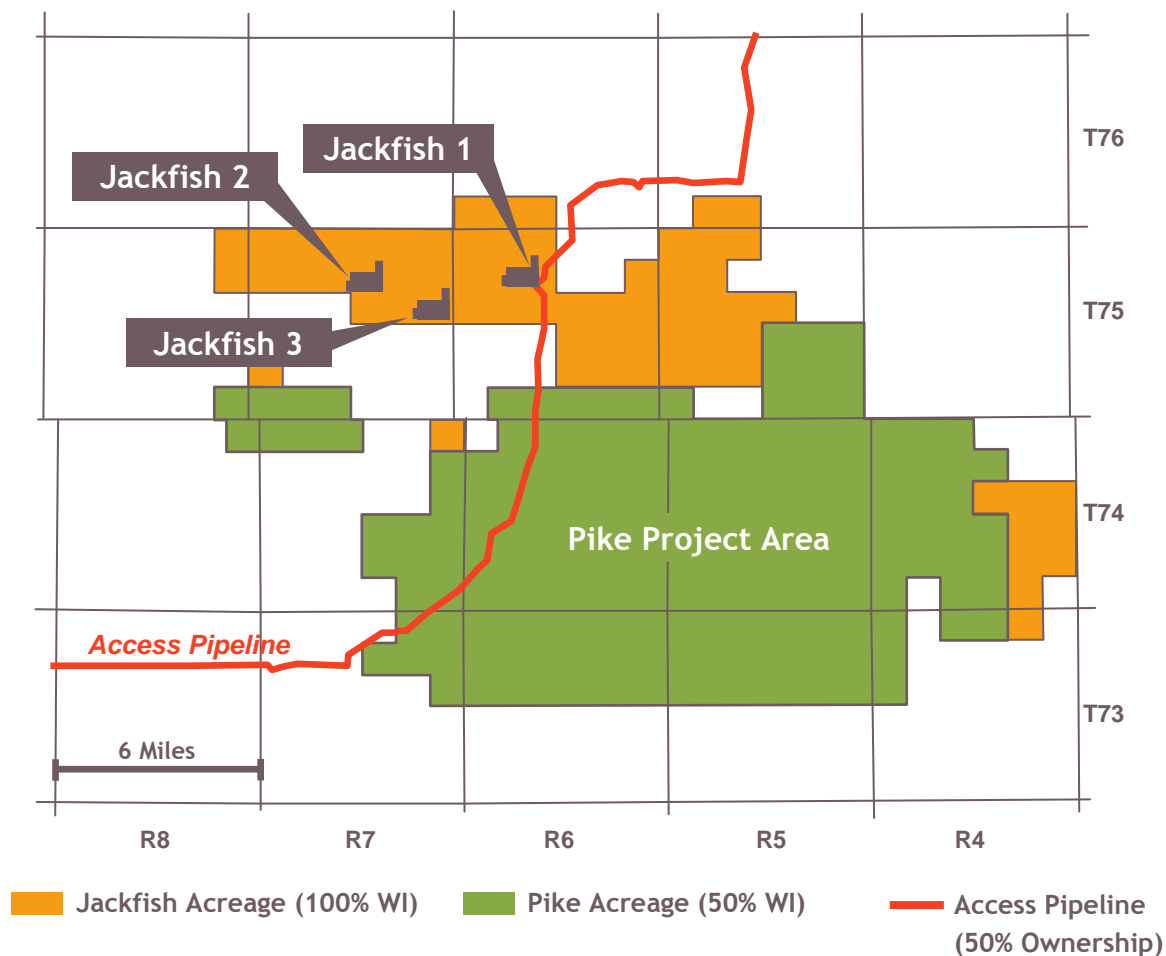 T76
Jackfish 1
Jackfish 2
T75
Jackfish 3
T74
Pike Project Area
Access Pipeline
T73
6 Miles
R8
R7
R6
R5
R4
Jackfish Acreage (100% WI)
Pike Acreage (50% WI)
Access Pipeline
(50% Ownership)